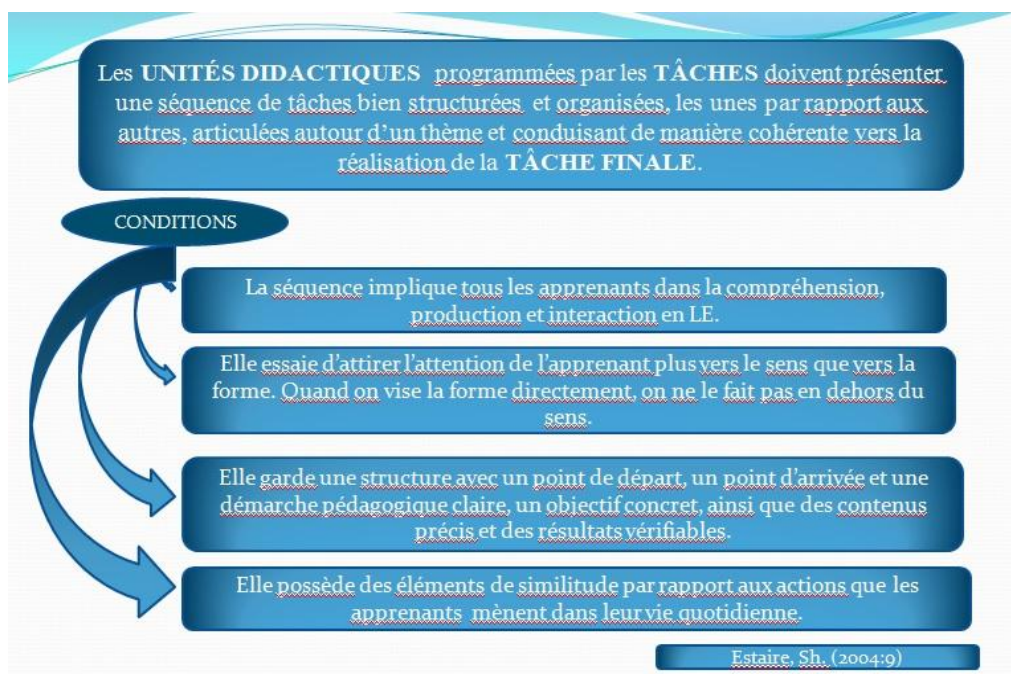 Les UNITÉS DIDACTIQUES programmées par les TÂCHES doivent présenter
une séquence de tâches bien structurées et organisées, les unes par rapport aux
autres, articulées autour d'un thème et conduisant de manière cohérente vers la
réalisation de la TÂCHE FINALE.
CONDITIONS
La séquence implique tous les apprenants dans la compréhension,
production et interaction en LE.
Elle essaie d'attirer l'attention de l'apprenant plus vers le sens que vers la
forme. Quand on vise la forme directement, on ne le fait pas en dehors du
sens.
Elle garde une structure avec un point de départ, un point d'arrivée et une
démarche pédagogique claire, un objectif concret, ainsi que des contenus
précis et des résultats vérifiables.
Elle possède des éléments de similitude par rapport aux actions que les
apprenants mènent dans leur vie quotidienne.
Estaire, Sh. (2004:9)